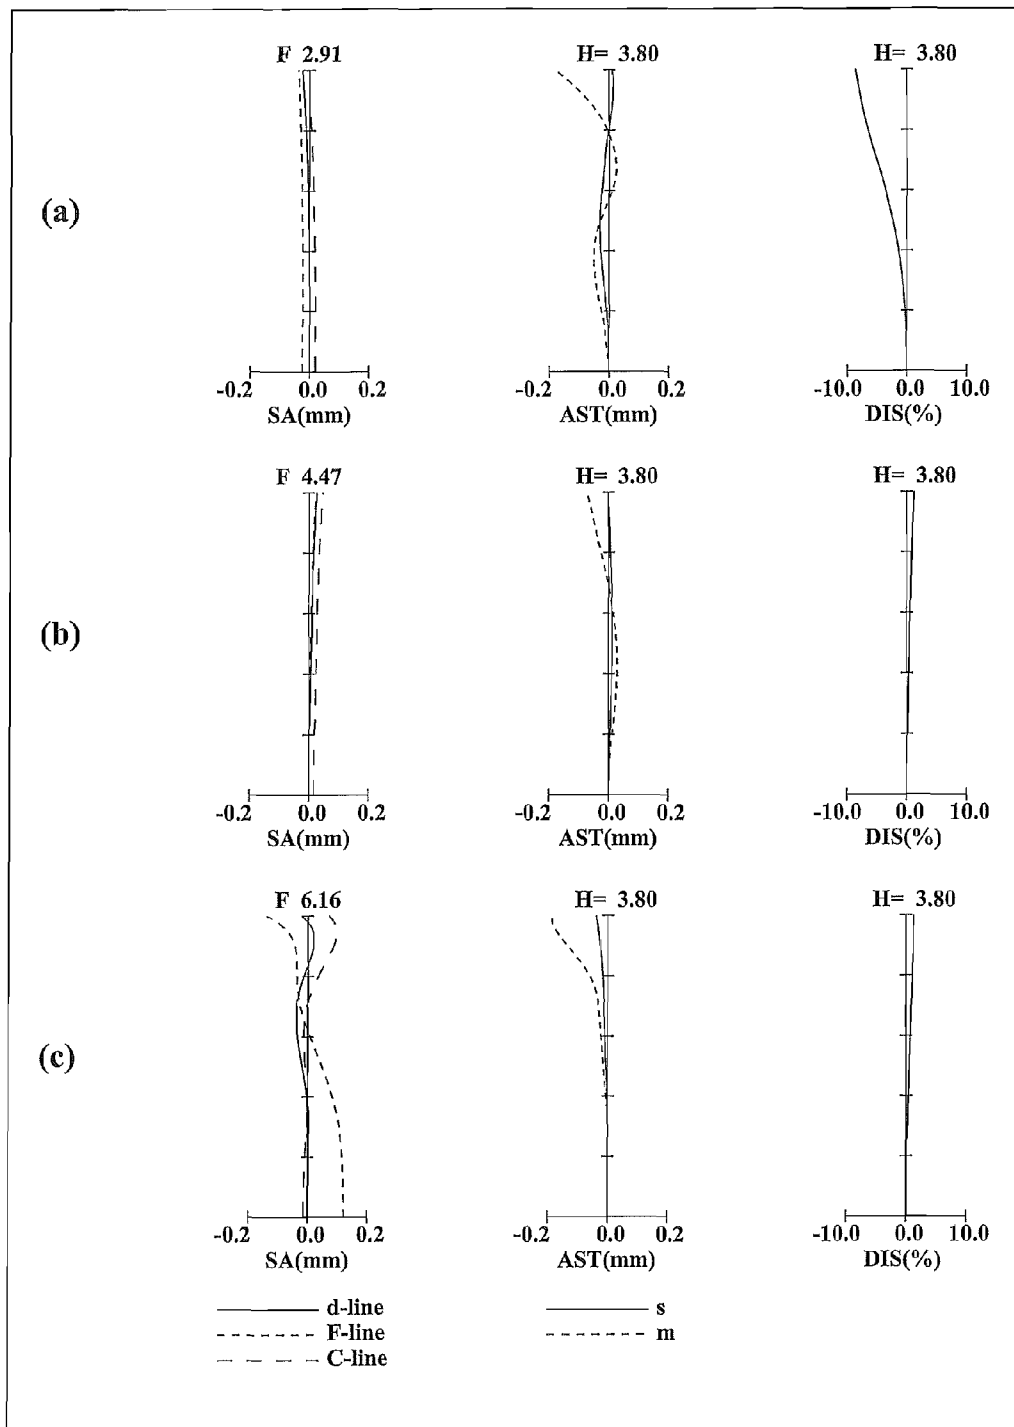 F 2.91 H= 3.80 H= 3.80
(a)
-0.2 0.0 0.2 -0.2 0.0 0.2 -10.0 0.0 10.0
SA(mm) AST(mm) DIS(%)
F 4.47 H= 3.80 H= 3.80
(b)
-0.2 0.0 0.2 -0.2 0.0 0.2 -10.0 0.0 10.0
SA(mm) AST(mm) DIS(%)
F 6.16 H= 3.80 H= 3.80
(c)
-0.2 0.0 0.2 -0.2 0.0 0.2 -10.0 0.0 10.0
SA(mm) AST(mm) DIS(%)
d-line s
F-line m
C-line